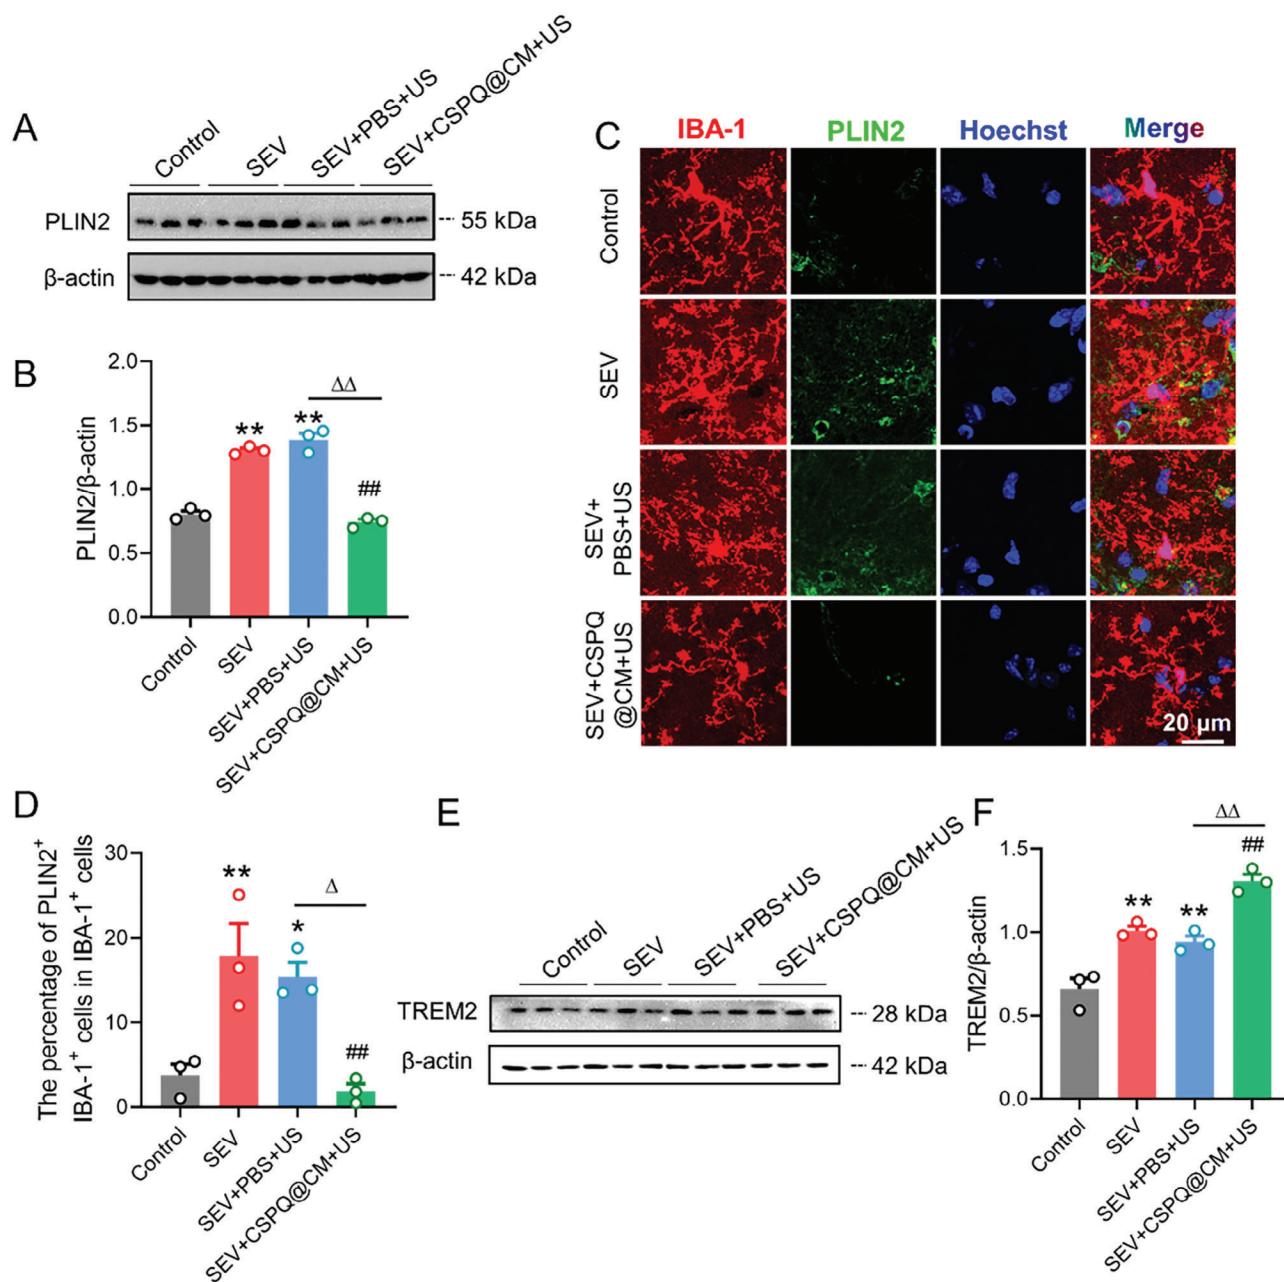 A
Control
SEV
SEV+PBS+US
SEV+CSPQ@CM+US
PLIN2
55 kDa
β-actin
42 kDa
B
PLIN2/β-actin
2.0
1.5
1.0
0.5
0.0
**
**
ΔΔ
##
Control
SEV
SEV+PBS+US
SEV+CSPQ@CM+US
C
IBA-1
PLIN2
Hoechst
Merge
Control
SEV
SEV+
PBS+US
SEV+CSPQ
@CM+US
20 μm
D
The percentage of PLIN2+
IBA-1+ cells in IBA-1+ cells
30
20
10
0
**
*
Δ
##
Control
SEV
SEV+PBS+US
SEV+CSPQ@CM+US
E
Control
SEV
SEV+PBS+US
SEV+CSPQ@CM+US
TREM2
28 kDa
β-actin
42 kDa
F
TREM2/β-actin
1.5
1.0
0.5
0.0
**
**
ΔΔ
##
Control
SEV
SEV+PBS+US
SEV+CSPQ@CM+US